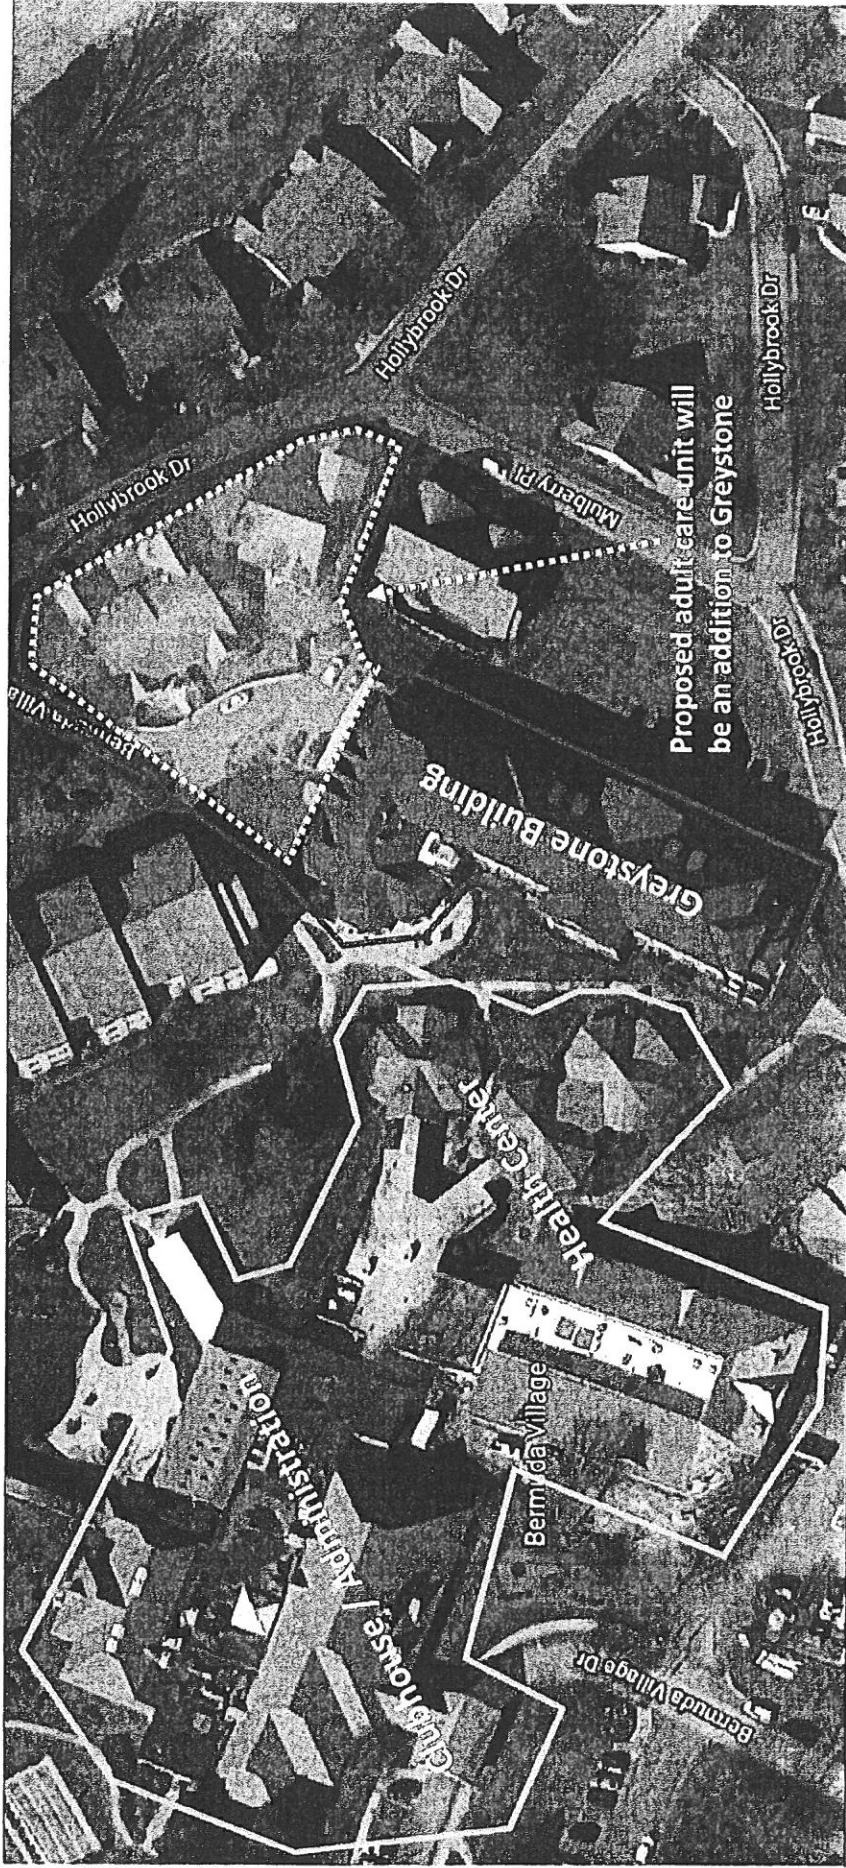 Hollybrook Dr
Hollybrook Dr
Mulberry Pl
Hollybrook Dr
Hollybrook Dr
Proposed adult care unit will
be an addition to Greystone
Greystone Building
Health Center
Bermuda Village
Clubhouse / Administration
Bermuda Village Dr